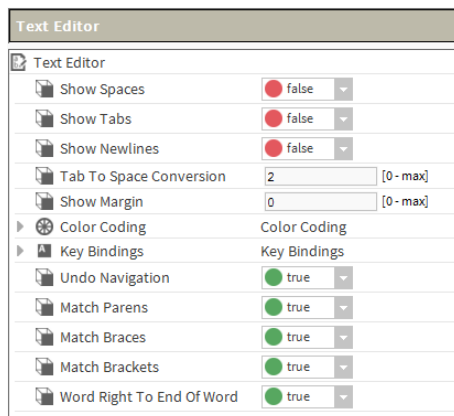 Text Editor
Text Editor
Show Spaces false
Show Tabs false
Show Newlines false
Tab To Space Conversion 2 [0 - max]
Show Margin 0 [0 - max]
Color Coding Color Coding
A Key Bindings Key Bindings
Undo Navigation true
Match Parens true
Match Braces true
Match Brackets true
Word Right To End Of Word true